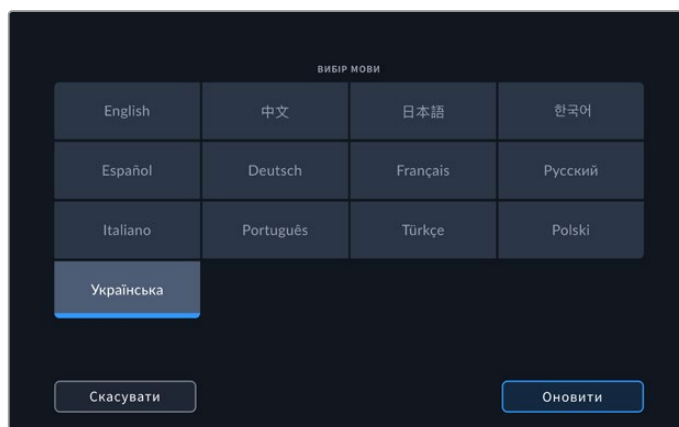 ВИБІР МОВИ
English 中文 日本語 한국어
Español Deutsch Français Русский
Italiano Português Türkçe Polski
Українська
Скасувати Оновити